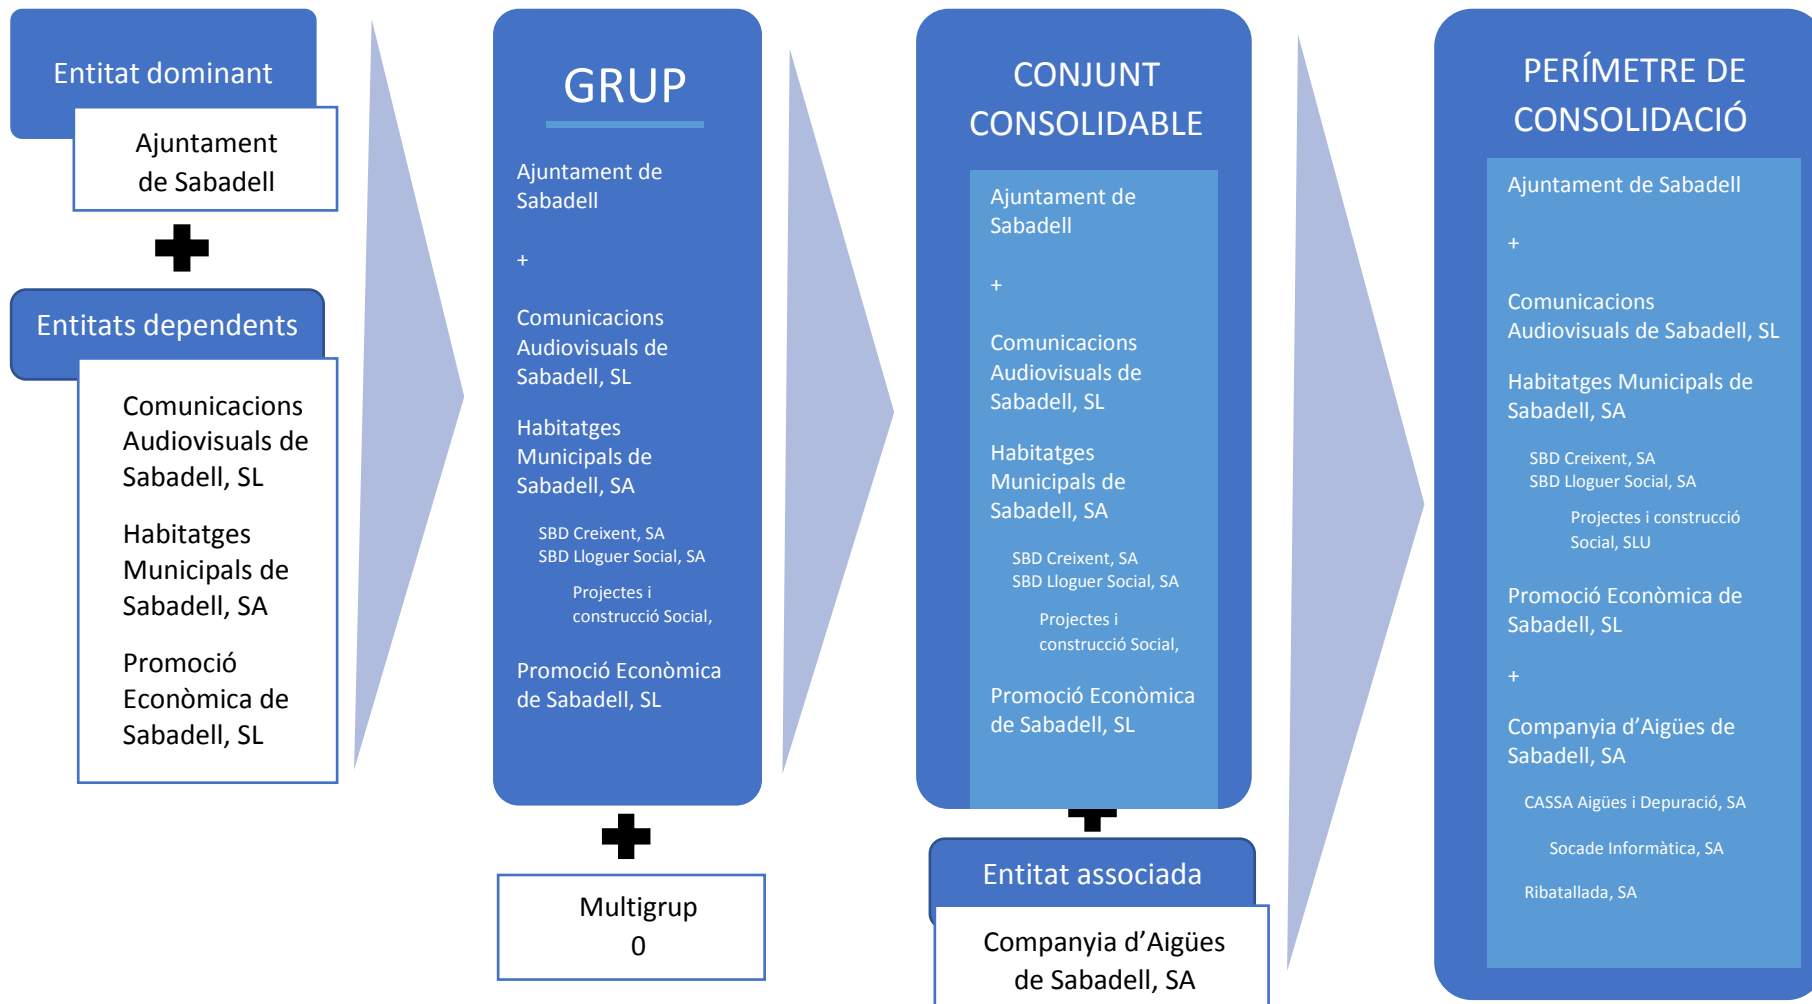 Entitat dominant
Ajuntament
de Sabadell
Entitats dependents
Comunicacions
Audiovisuals de
Sabadell, SL
Habitatges
Municipals de
Sabadell, SA
Promoció
Econòmica de
Sabadell, SL
GRUP
Ajuntament de
Sabadell
+
Comunicacions
Audiovisuals de
Sabadell, SL
Habitatges
Municipals de
Sabadell, SA
SBD Creixent, SA
SBD Lloguer Social, SA
Projectes i
construcció Social,
Promoció Econòmica
de Sabadell, SL
Multigrup
0
CONJUNT
CONSOLIDABLE
Ajuntament de
Sabadell
+
Comunicacions
Audiovisuals de
Sabadell, SL
Habitatges
Municipals de
Sabadell, SA
SBD Creixent, SA
SBD Lloguer Social, SA
Projectes i
construcció Social,
Promoció Econòmica
de Sabadell, SL
Entitat associada
Companyia d’Aigües
de Sabadell, SA
PERÍMETRE DE
CONSOLIDACIÓ
Ajuntament de Sabadell
+
Comunicacions
Audiovisuals de Sabadell, SL
Habitatges Municipals de
Sabadell, SA
SBD Creixent, SA
SBD Lloguer Social, SA
Projectes i construcció
Social, SLU
Promoció Econòmica de
Sabadell, SL
+
Companyia d’Aigües de
Sabadell, SA
CASSA Aigües i Depuració, SA
Socade Informàtica, SA
Ribatallada, SA